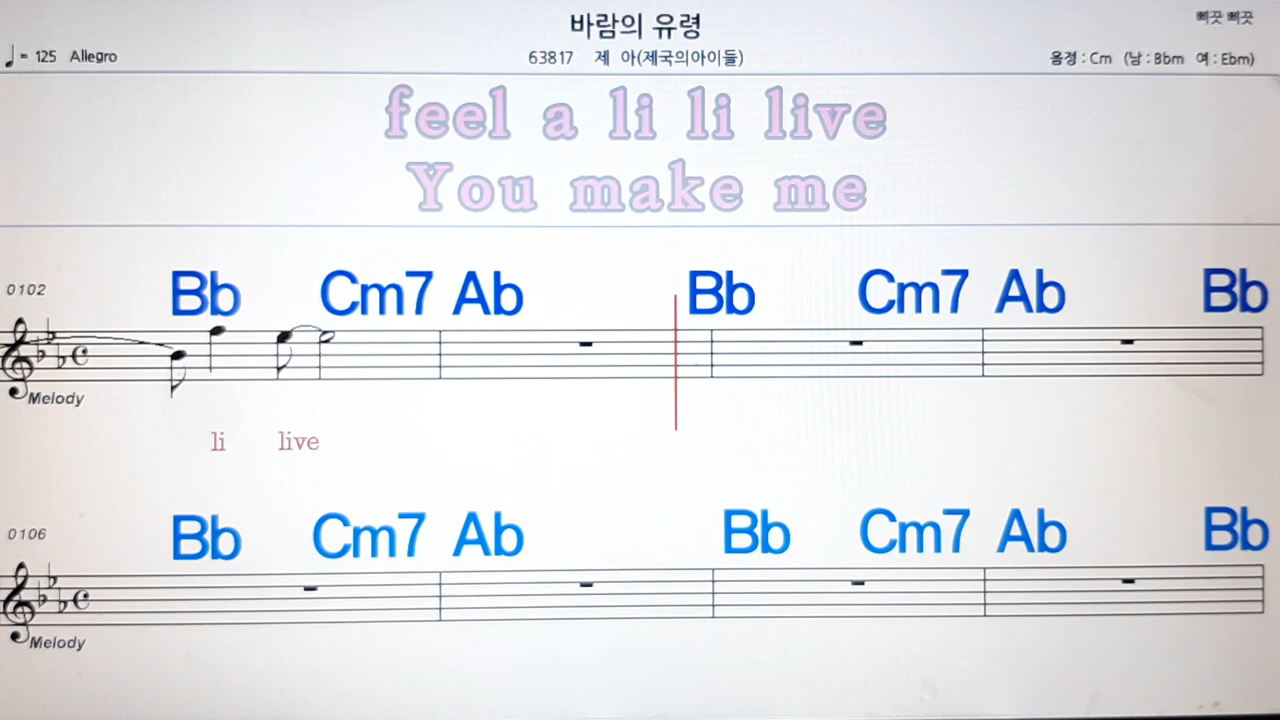 바람의 유령
삐끗 삐끗
♩= 125 Allegro
63817 제 아(제국의아이들)
음정 : Cm (남 : Bbm 여 : Ebm)
feel a li li live
You make me
0102
Bb Cm7 Ab Bb Cm7 Ab Bb
Melody
li live
0106
Bb Cm7 Ab Bb Cm7 Ab Bb
Melody